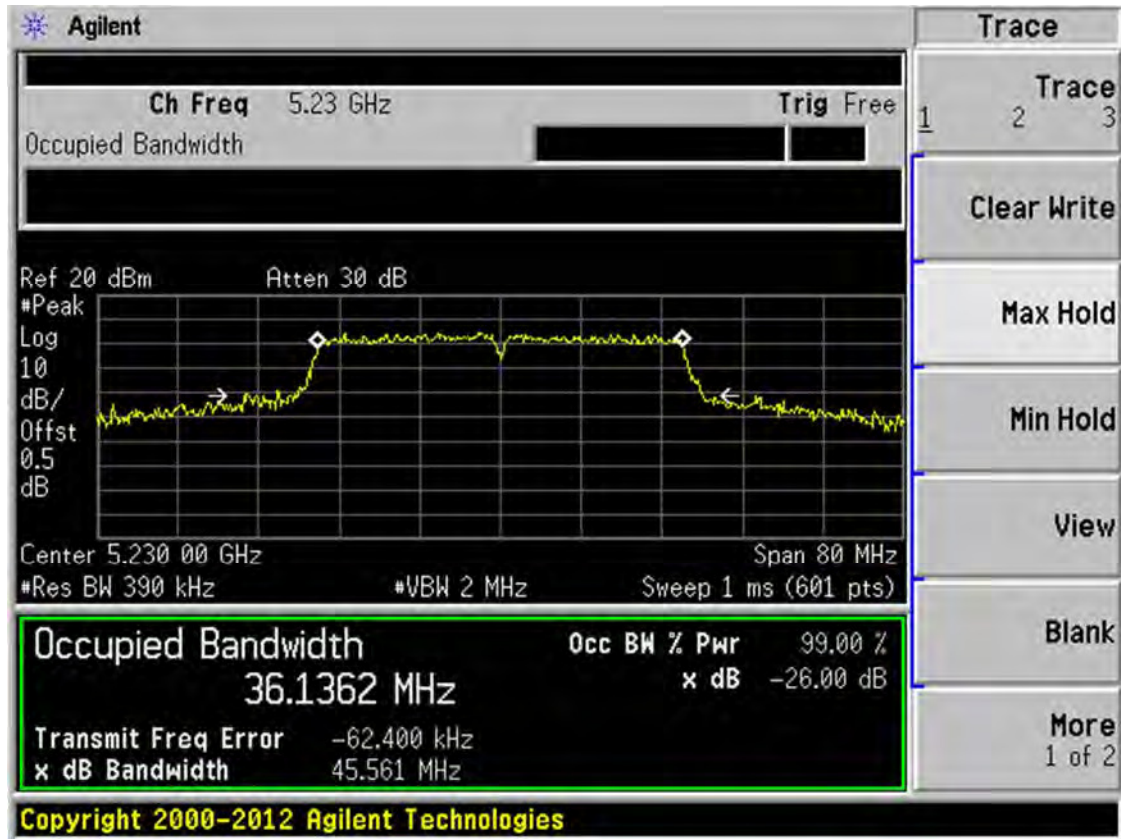 Agilent
Trace
Ch Freq 5.23 GHz Trig Free
Occupied Bandwidth
Trace
1 2 3
Clear Write
Max Hold
Min Hold
View
Blank
More
1 of 2
Ref 20 dBm Atten 30 dB
#Peak
Log
10
dB/
Offst
0.5
dB
Center 5.230 00 GHz Span 80 MHz
#Res BW 390 kHz #VBW 2 MHz Sweep 1 ms (601 pts)
Occupied Bandwidth
36.1362 MHz
Occ BW % Pwr 99.00 %
x dB -26.00 dB
Transmit Freq Error -62.400 kHz
x dB Bandwidth 45.561 MHz
Copyright 2000-2012 Agilent Technologies